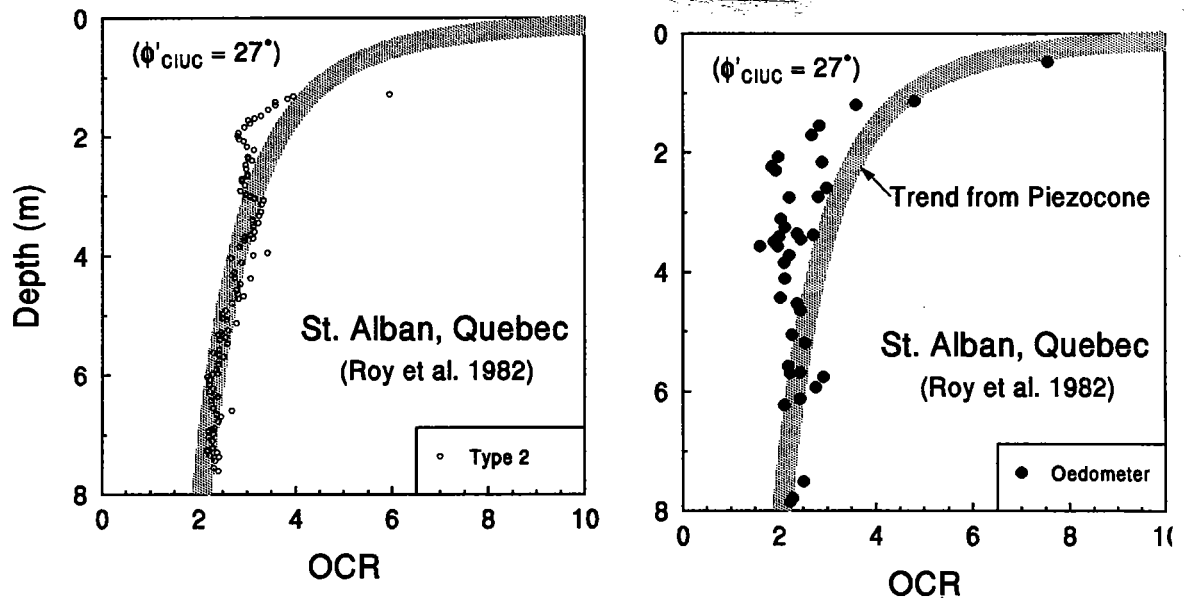 0
2
4
6
8
Depth (m)
(ϕ'CIUC = 27°)
St. Alban, Quebec
(Roy et al. 1982)
Type 2
0 2 4 6 8 10
OCR
0
2
4
6
8
(ϕ'CIUC = 27°)
Trend from Piezocone
St. Alban, Quebec
(Roy et al. 1982)
Oedometer
0 2 4 6 8
OCR